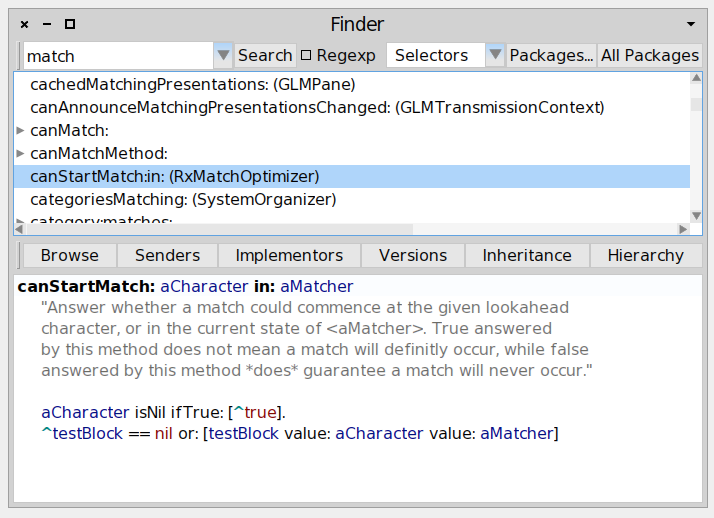 Finder
match Search Regexp Selectors Packages... All Packages
cachedMatchingPresentations: (GLMPane)
canAnnounceMatchingPresentationsChanged: (GLMTransmissionContext)
canMatch:
canMatchMethod:
canStartMatch:in: (RxMatchOptimizer)
categoriesMatching: (SystemOrganizer)
category:matches:
Browse Senders Implementors Versions Inheritance Hierarchy
canStartMatch: aCharacter in: aMatcher
"Answer whether a match could commence at the given lookahead
character, or in the current state of <aMatcher>. True answered
by this method does not mean a match will definitly occur, while false
answered by this method *does* guarantee a match will never occur."
aCharacter isNil ifTrue: [^true].
^testBlock == nil or: [testBlock value: aCharacter value: aMatcher]